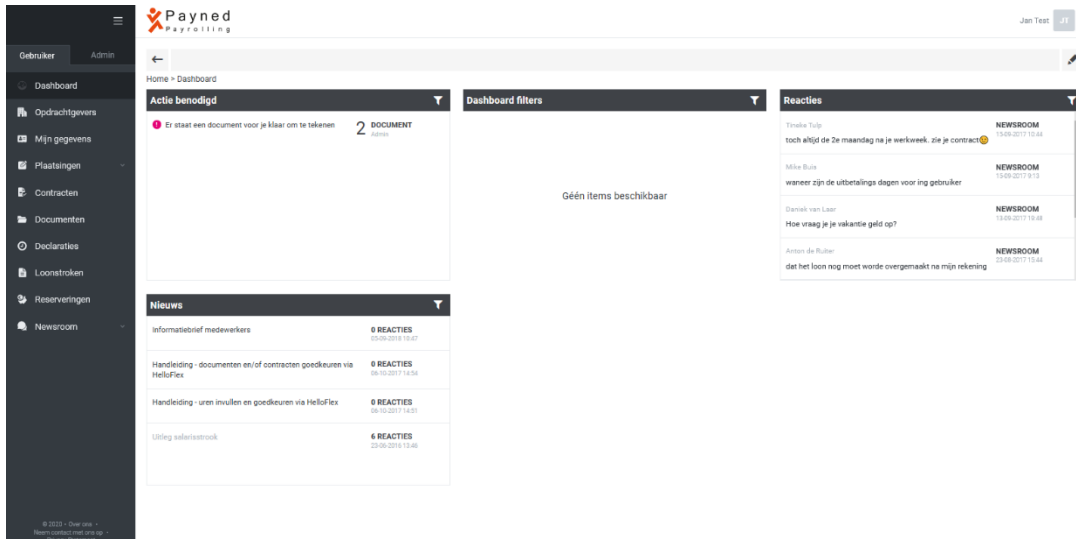 Payned
Payrolling
Jan Test JT
Gebruiker Admin
Dashboard
Opdrachtgevers
Mijn gegevens
Plaatsingen
Contracten
Documenten
Declaraties
Loonstroken
Reserveringen
Newsroom
© 2020 • Over ons •
Neem contact met ons op •
Home > Dashboard
Actie benodigd
Er staat een document voor je klaar om te tekenen 2 DOCUMENT
Admin
Dashboard filters
Géén items beschikbaar
Reacties
Tineke Tulp NEWSROOM
15-09-2017 10:44
toch altijd de 2e maandag na je werkweek. zie je contract😉
Mike Buis NEWSROOM
15-09-2017 9:13
waneer zijn de uitbetalings dagen voor ing gebruiker
Daniek van Laar NEWSROOM
13-09-2017 19:48
Hoe vraag je je vakantie geld op?
Anton de Ruiter NEWSROOM
23-08-2017 15:44
dat het loon nog moet worde overgemaakt na mijn rekening
Nieuws
Informatiebrief medewerkers 0 REACTIES
03-09-2018 10:47
Handleiding - documenten en/of contracten goedkeuren via
HelloFlex
0 REACTIES
06-10-2017 14:54
Handleiding - uren invullen en goedkeuren via HelloFlex 0 REACTIES
06-10-2017 14:51
Uitleg salarisstrook 6 REACTIES
23-06-2016 13:46